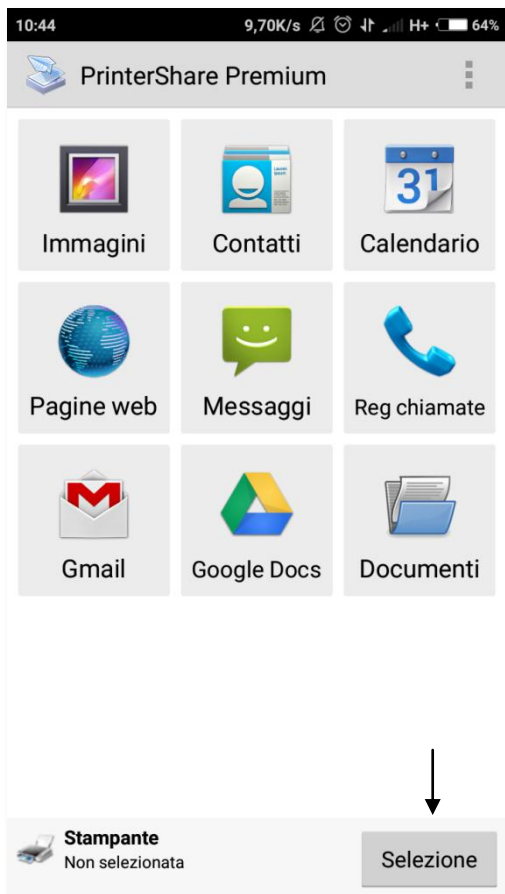 10:44 9,70K/s H+ 64%
PrinterShare Premium
Immagini Contatti Calendario
31
Pagine web Messaggi Reg chiamate
Gmail Google Docs Documenti
Stampante
Non selezionata
Selezione